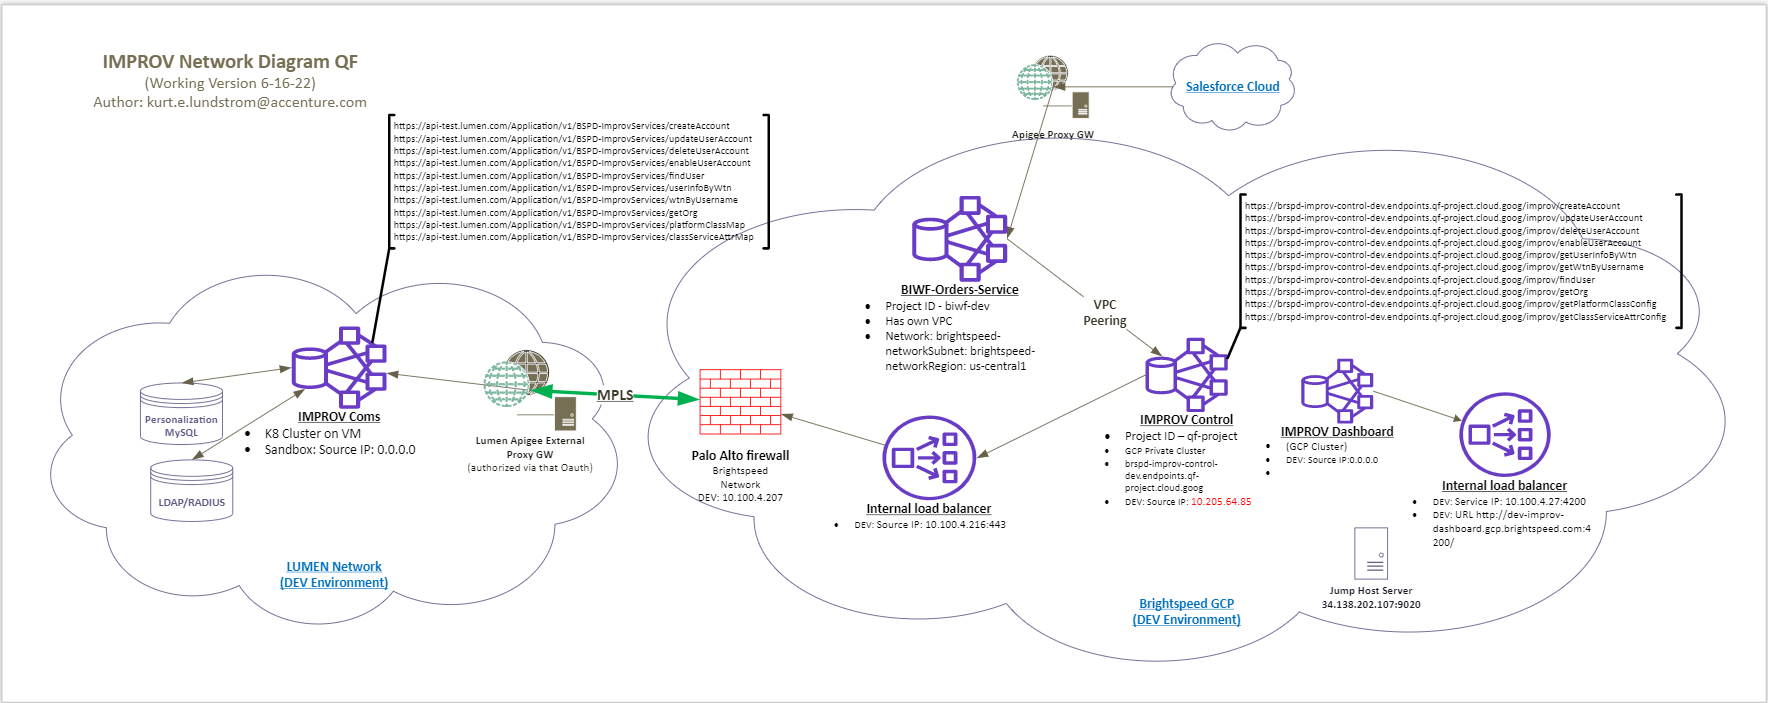 IMPROV Network Diagram QF
(Working Version 6-16-22)
Author: kurt.e.lundstrom@accenture.com
https://api-test.lumen.com/Application/v1/BSPD-ImprovServices/createAccount
https://api-test.lumen.com/Application/v1/BSPD-ImprovServices/updateUserAccount
https://api-test.lumen.com/Application/v1/BSPD-ImprovServices/deleteUserAccount
https://api-test.lumen.com/Application/v1/BSPD-ImprovServices/enableUserAccount
https://api-test.lumen.com/Application/v1/BSPD-ImprovServices/findUser
https://api-test.lumen.com/Application/v1/BSPD-ImprovServices/userInfoByWtn
https://api-test.lumen.com/Application/v1/BSPD-ImprovServices/wtnByUsername
https://api-test.lumen.com/Application/v1/BSPD-ImprovServices/getOrg
https://api-test.lumen.com/Application/v1/BSPD-ImprovServices/platformClassMap
https://api-test.lumen.com/Application/v1/BSPD-ImprovServices/classServiceAttrMap
Salesforce Cloud
Apigee Proxy GW
https://brspd-improv-control-dev.endpoints.qf-project.cloud.goog/improv/createAccount
https://brspd-improv-control-dev.endpoints.qf-project.cloud.goog/improv/updateUserAccount
https://brspd-improv-control-dev.endpoints.qf-project.cloud.goog/improv/deleteUserAccount
https://brspd-improv-control-dev.endpoints.qf-project.cloud.goog/improv/enableUserAccount
https://brspd-improv-control-dev.endpoints.qf-project.cloud.goog/improv/getUserInfoByWtn
https://brspd-improv-control-dev.endpoints.qf-project.cloud.goog/improv/getWtnByUsername
https://brspd-improv-control-dev.endpoints.qf-project.cloud.goog/improv/findUser
https://brspd-improv-control-dev.endpoints.qf-project.cloud.goog/improv/getOrg
https://brspd-improv-control-dev.endpoints.qf-project.cloud.goog/improv/getPlatformClassConfig
https://brspd-improv-control-dev.endpoints.qf-project.cloud.goog/improv/getClassServiceAttrConfig
BIWF-Orders-Service
• Project ID - biwf-dev
• Has own VPC
• Network: brightspeed-
networkSubnet: brightspeed-
networkRegion: us-central1
VPC
Peering
Personalization
MySQL
LDAP/RADIUS
IMPROV Coms
• K8 Cluster on VM
• Sandbox: Source IP: 0.0.0.0
Lumen Apigee External
Proxy GW
(authorized via that Oauth)
MPLS
LUMEN Network
(DEV Environment)
Palo Alto firewall
Brightspeed
Network
DEV: 10.100.4.207
Internal load balancer
• DEV: Source IP: 10.100.4.216:443
IMPROV Control
• Project ID – qf-project
• GCP Private Cluster
• brspd-improv-control-
dev.endpoints.qf-
project.cloud.goog
• DEV: Source IP: 10.205.64.85
IMPROV Dashboard
(GCP Cluster)
• DEV: Source IP:0.0.0.0
•
Internal load balancer
• DEV: Service IP: 10.100.4.27:4200
• DEV: URL http://dev-improv-
dashboard.gcp.brightspeed.com:4
200/
Jump Host Server
34.138.202.107:9020
Brightspeed GCP
(DEV Environment)